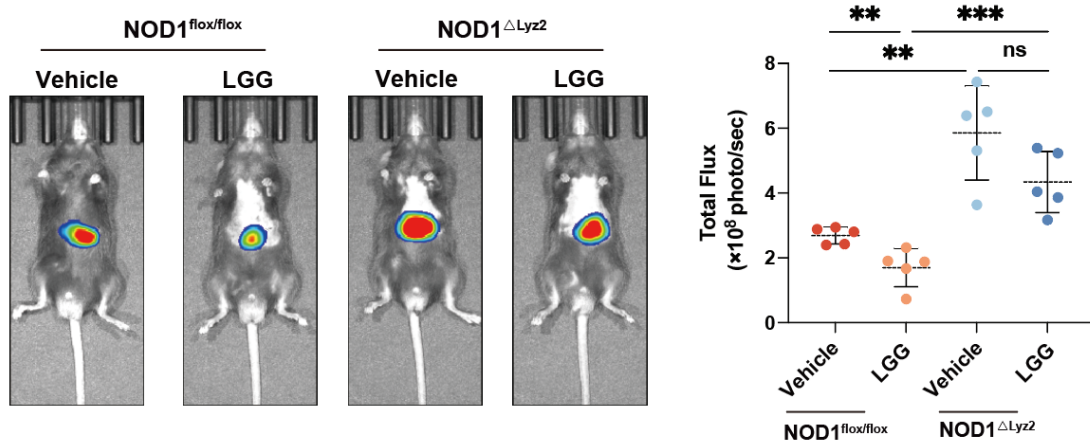 NOD1flox/flox
NOD1△Lyz2
Vehicle
LGG
Vehicle
LGG
** ***
** ns
Total Flux
(×10⁸ photo/sec)
8
6
4
2
0
Vehicle
LGG
Vehicle
LGG
NOD1flox/flox
NOD1△Lyz2